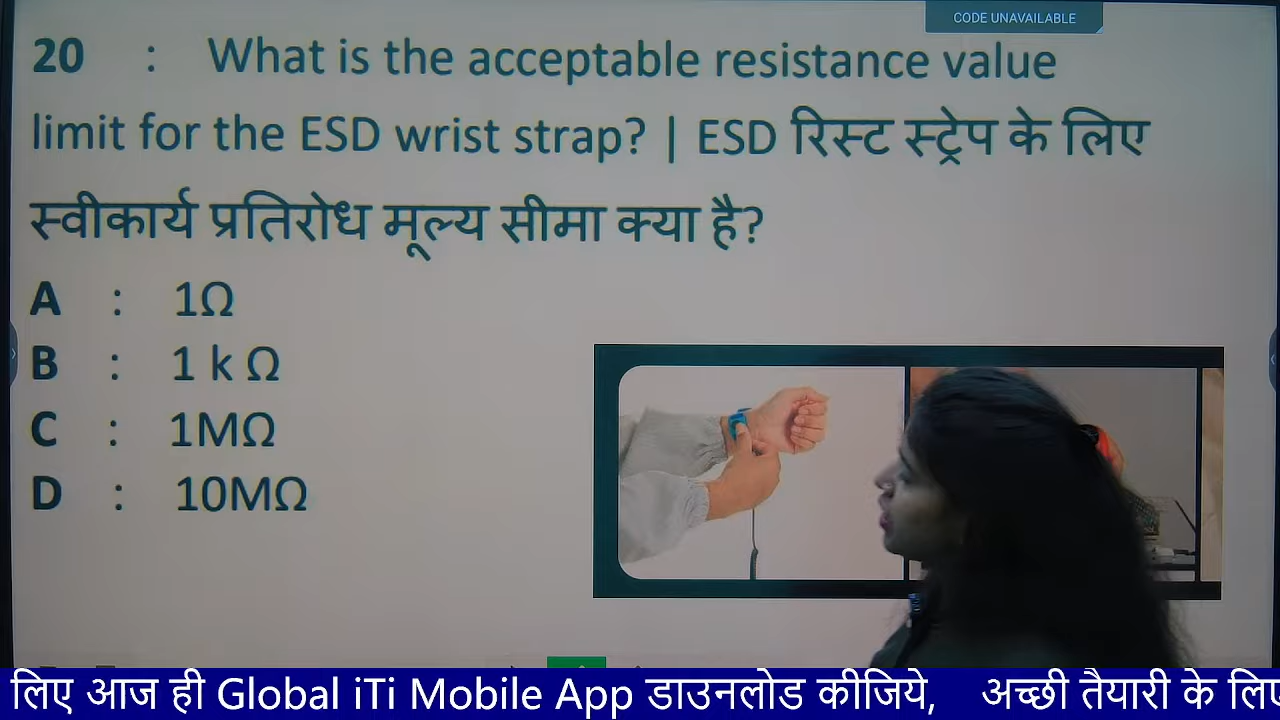 CODE UNAVAILABLE
20 : What is the acceptable resistance value
limit for the ESD wrist strap? | ESD रिस्ट स्ट्रेप के लिए
स्वीकार्य प्रतिरोध मूल्य सीमा क्या है?
A : 1Ω
B : 1 k Ω
C : 1MΩ
D : 10MΩ
लिए आज ही Global iTi Mobile App डाउनलोड कीजिये, अच्छी तैयारी के लिए